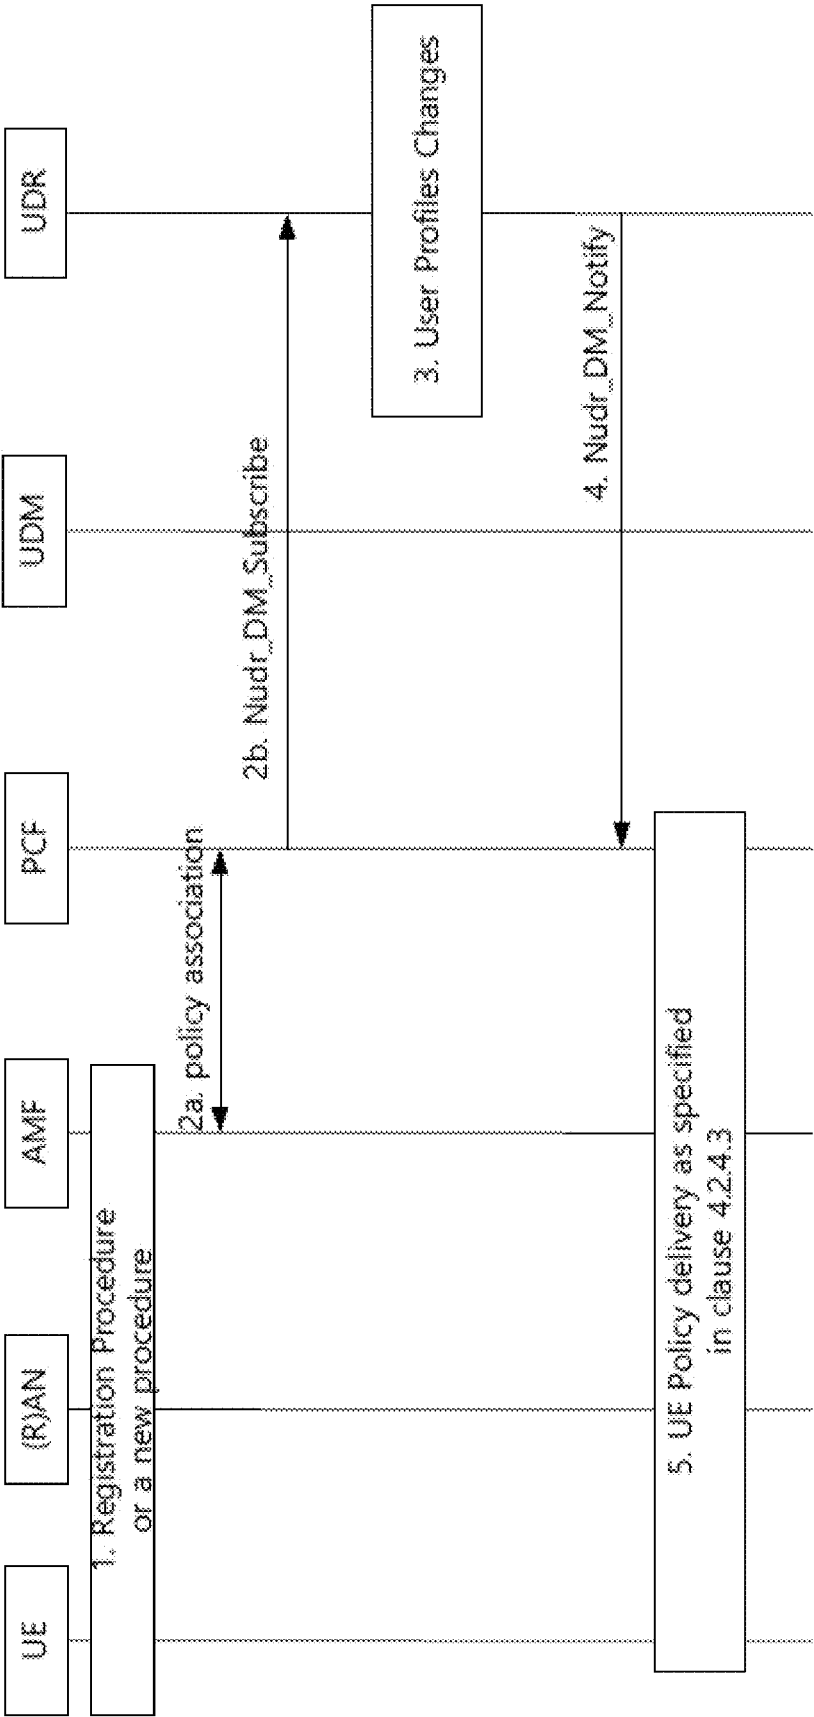 UE
(R)AN
AMF
PCF
UDM
UDR
1. Registration Procedure
or a new procedure
2a. policy association
2b. Nudr_DM_Subscribe
3. User Profiles Changes
4. Nudr_DM_Notify
5. UE Policy delivery as specified
in clause 4.2.4.3